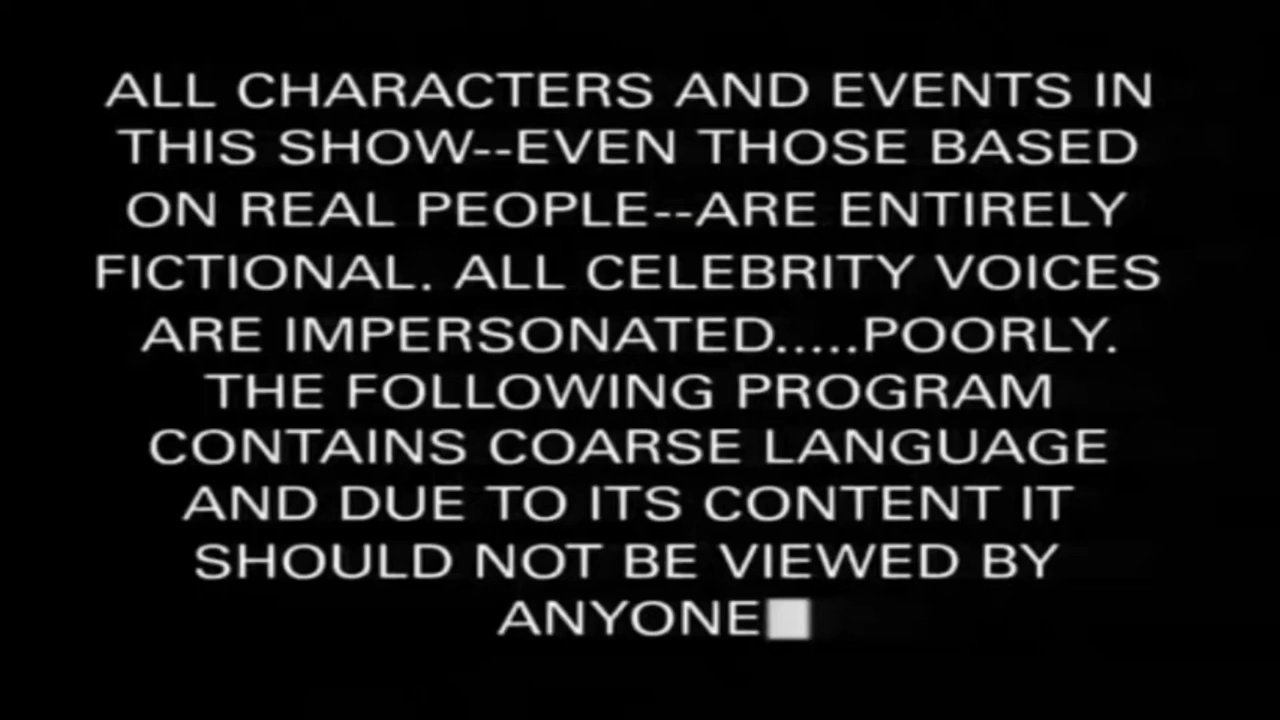 ALL CHARACTERS AND EVENTS IN
THIS SHOW--EVEN THOSE BASED
ON REAL PEOPLE--ARE ENTIRELY
FICTIONAL. ALL CELEBRITY VOICES
ARE IMPERSONATED.....POORLY.
THE FOLLOWING PROGRAM
CONTAINS COARSE LANGUAGE
AND DUE TO ITS CONTENT IT
SHOULD NOT BE VIEWED BY
ANYONE■